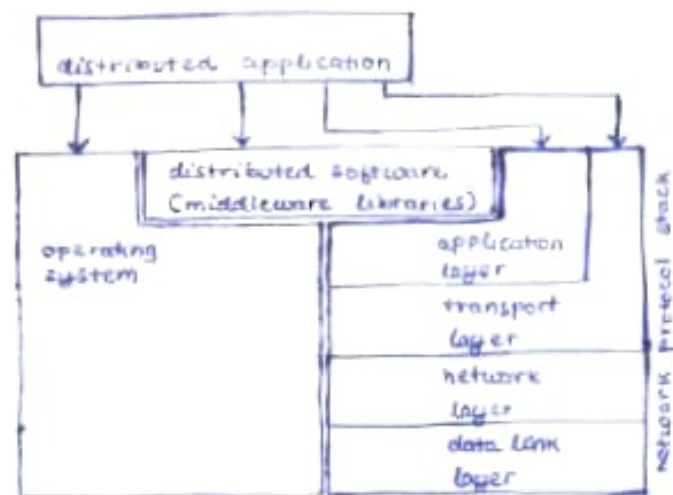 distributed application
distributed software
(middleware libraries)
operating
system
application
layer
transport
layer
network
layer
data link
layer
Network protocol stack